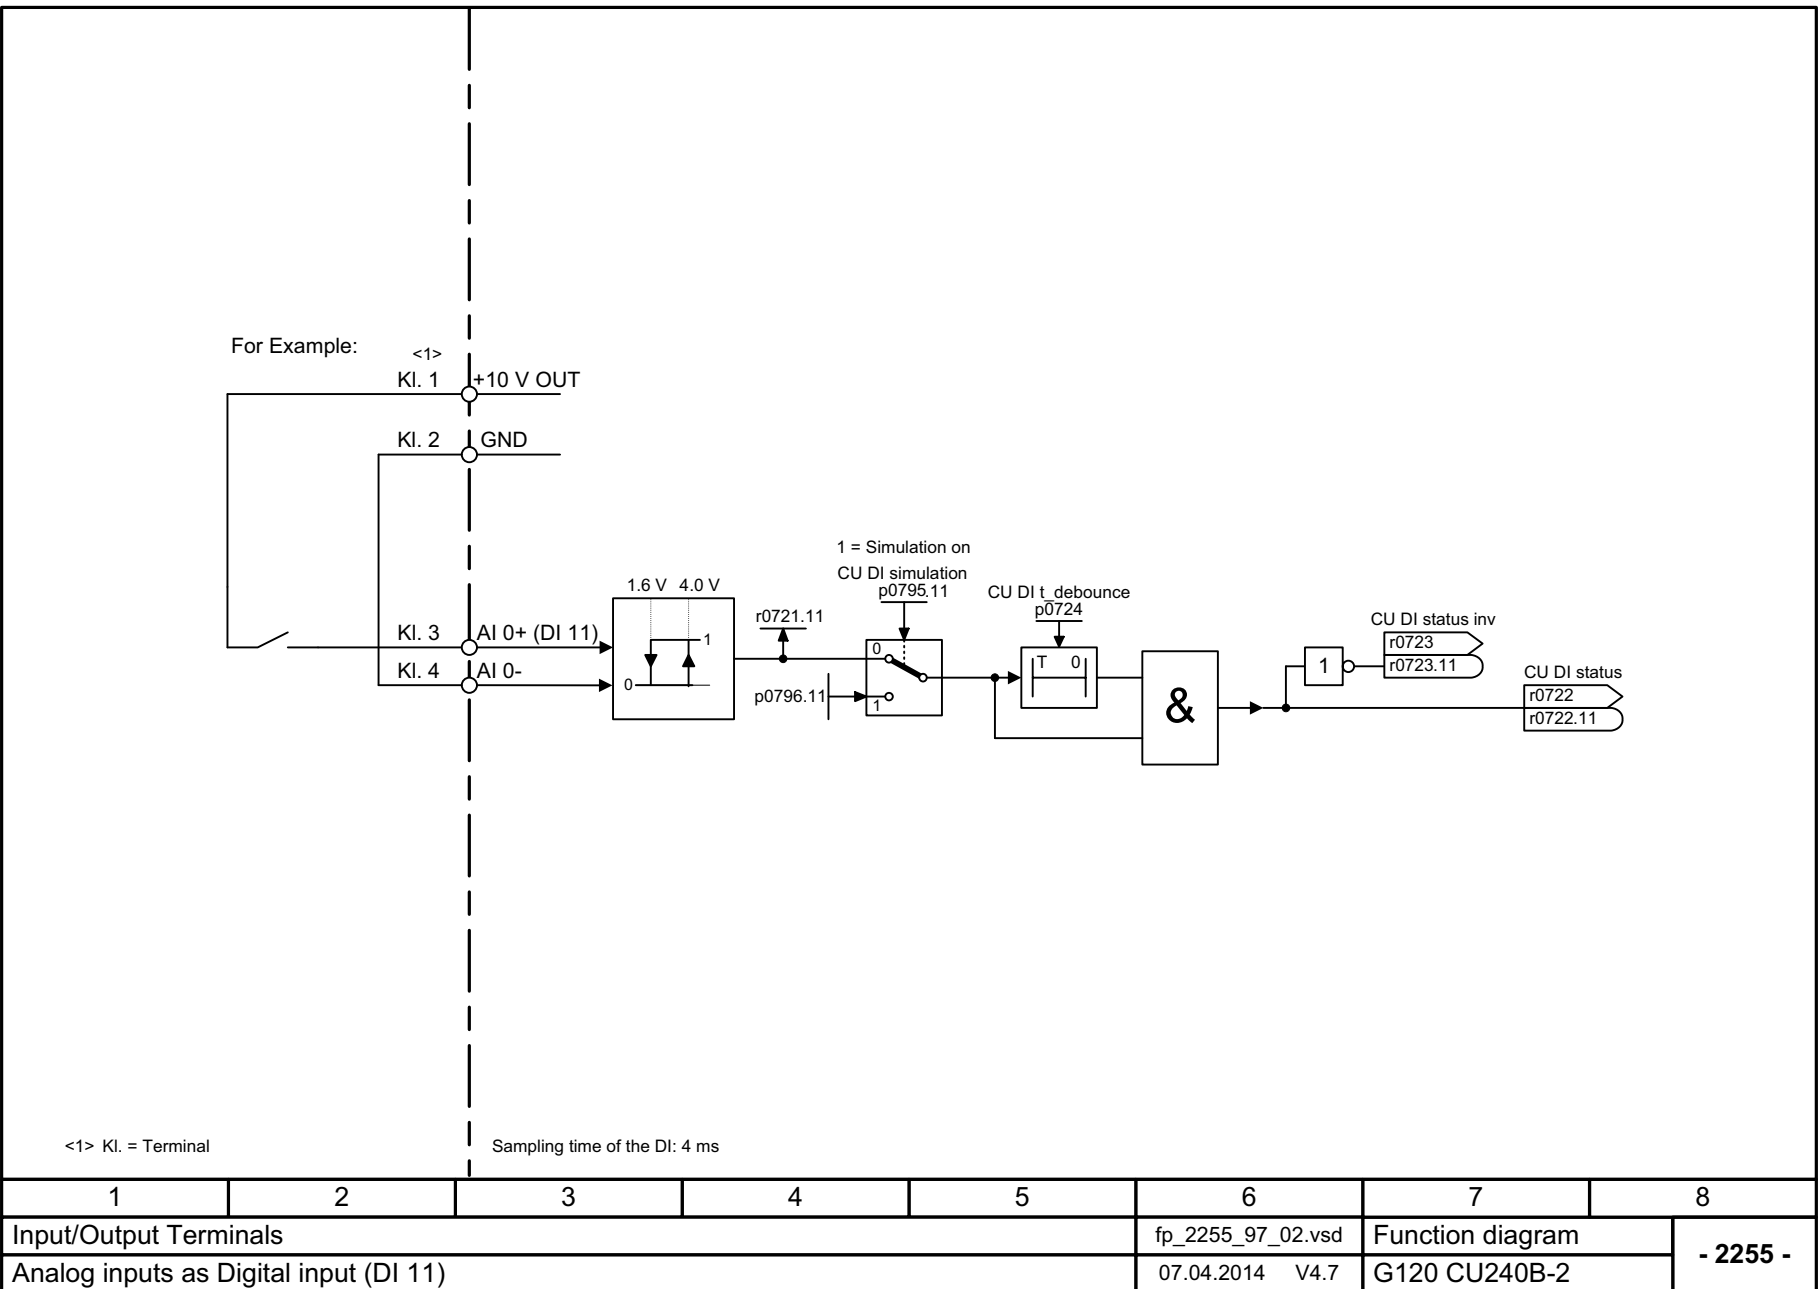 For Example:
<1>
Kl. 1
+10 V OUT
Kl. 2
GND
1 = Simulation on
CU DI simulation
p0795.11
1.6 V 4.0 V
CU DI t_debounce
p0724
r0721.11
CU DI status inv
r0723
r0723.11
Kl. 3
AI 0+ (DI 11)
1
0
T 0
1
CU DI status
r0722
r0722.11
Kl. 4
AI 0-
0
p0796.11
1
&
<1> Kl. = Terminal
Sampling time of the DI: 4 ms
1 2 3 4 5 6 7 8
Input/Output Terminals
fp_2255_97_02.vsd
Function diagram
- 2255 -
Analog inputs as Digital input (DI 11)
07.04.2014 V4.7
G120 CU240B-2